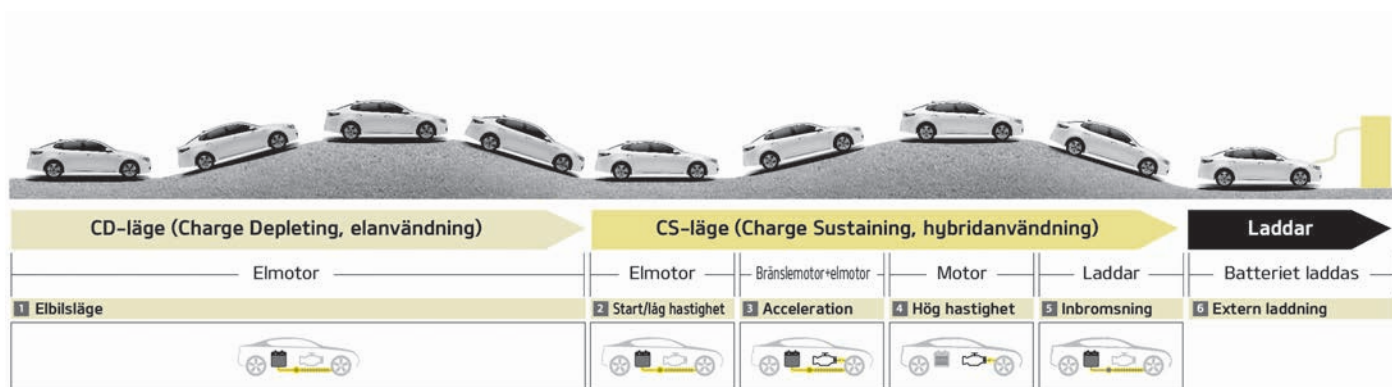 CD-läge (Charge Depleting, elanvändning)
CS-läge (Charge Sustaining, hybridanvändning)
Laddar
Elmotor
Elmotor
Bränslemotor+elmotor
Motor
Laddar
Batteriet laddas
1 Elbilsläge
2 Start/låg hastighet
3 Acceleration
4 Hög hastighet
5 Inbromsning
6 Extern laddning